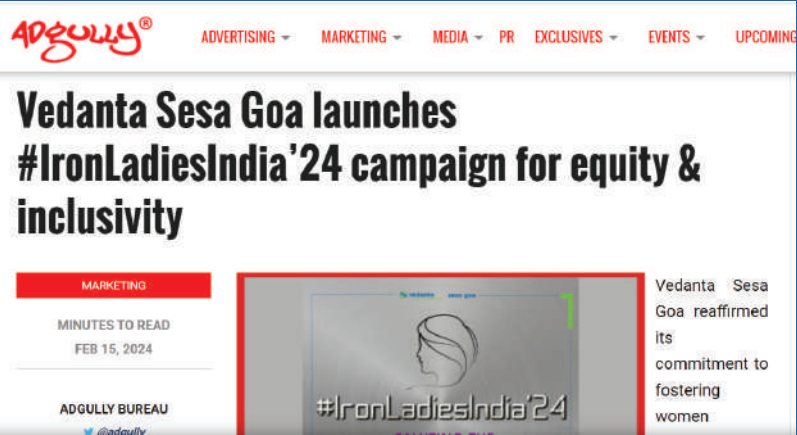 ADGULLY®
ADVERTISING MARKETING MEDIA PR EXCLUSIVES EVENTS UPCOMING
Vedanta Sesa Goa launches
#IronLadiesIndia’24 campaign for equity &
inclusivity
MARKETING
MINUTES TO READ
FEB 15, 2024
ADGULLY BUREAU
@adgully
vedanta sesa goa
#IronLadiesIndia'24
Vedanta Sesa
Goa reaffirmed
its
commitment to
fostering
women